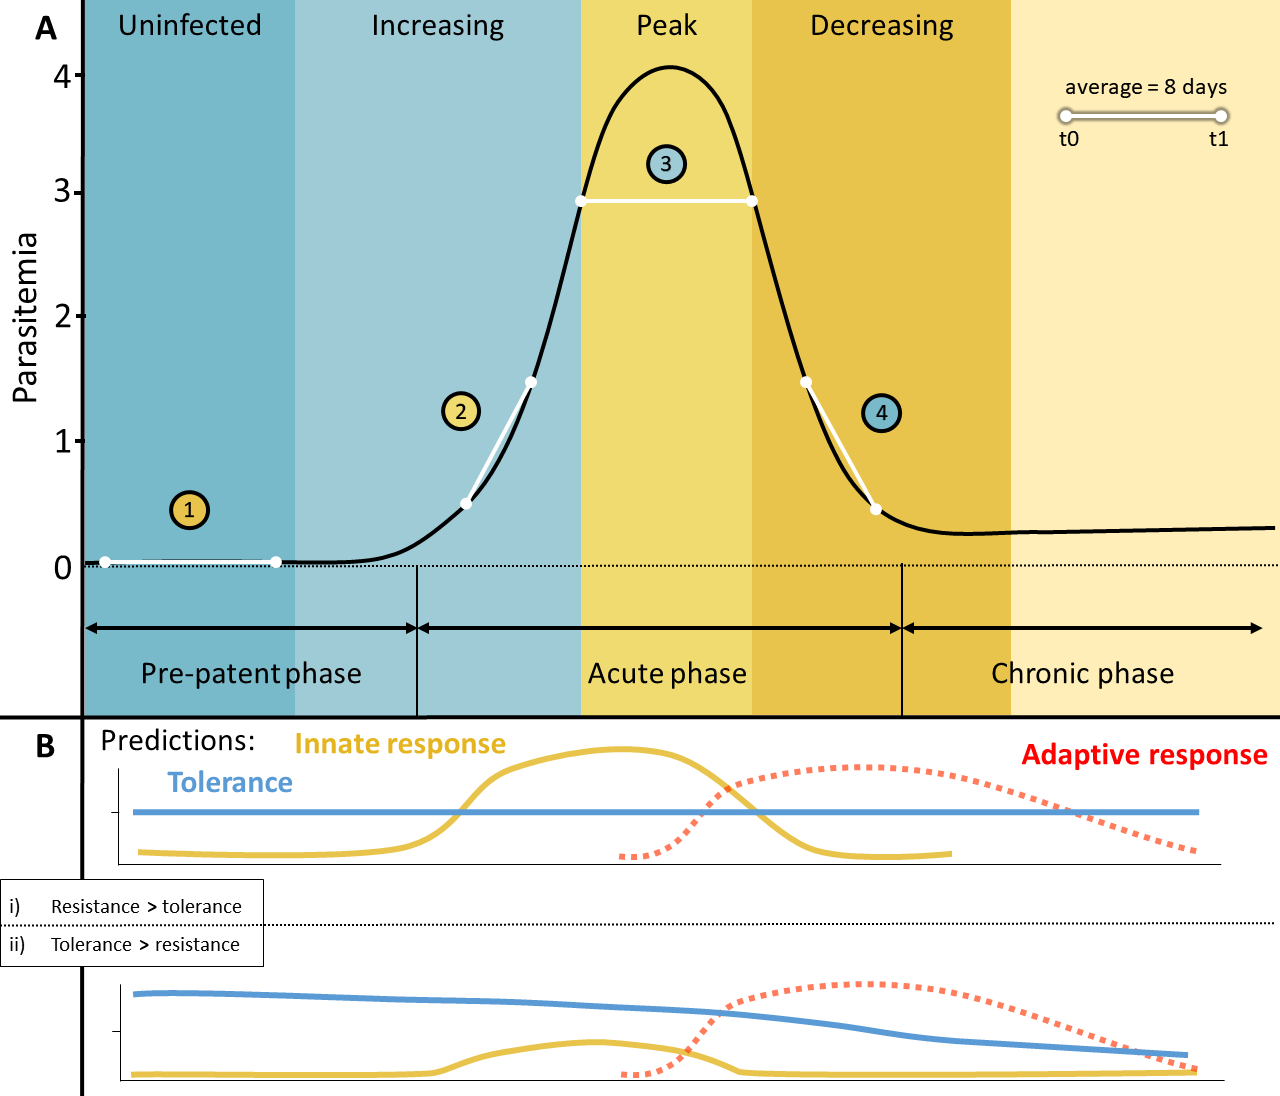 A
Uninfected
Increasing
Peak
Decreasing
4
average = 8 days
t0
t1
3
3
Parasitemia
2
2
4
1
1
0
Pre-patent phase
Acute phase
Chronic phase
B
Predictions:
Innate response
Adaptive response
Tolerance
i) Resistance > tolerance
ii) Tolerance > resistance